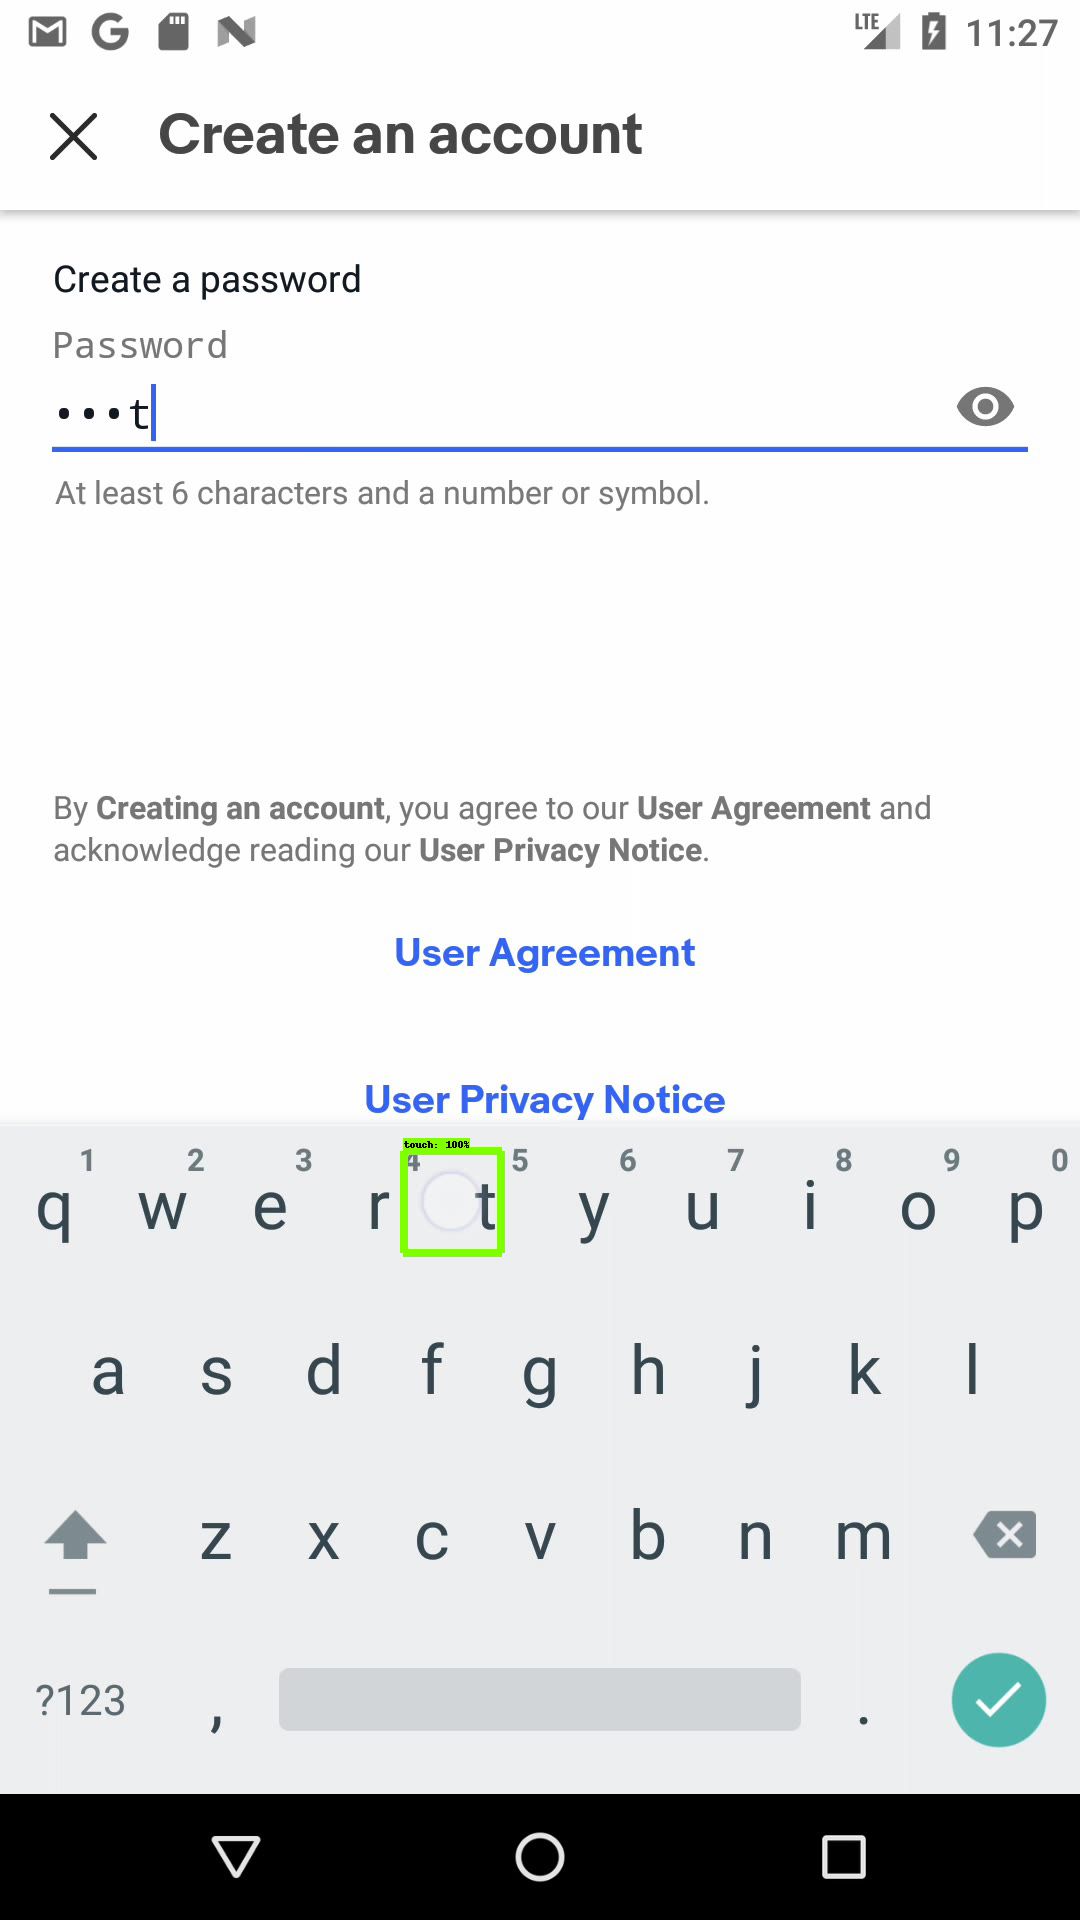 LTE 11:27
Create an account
Create a password
Password
•••t
At least 6 characters and a number or symbol.
By Creating an account, you agree to our User Agreement and
acknowledge reading our User Privacy Notice.
User Agreement
User Privacy Notice
touch: 100%
1 2 3 4 5 6 7 8 9 0
q w e r t y u i o p
a s d f g h j k l
z x c v b n m
?123 , .